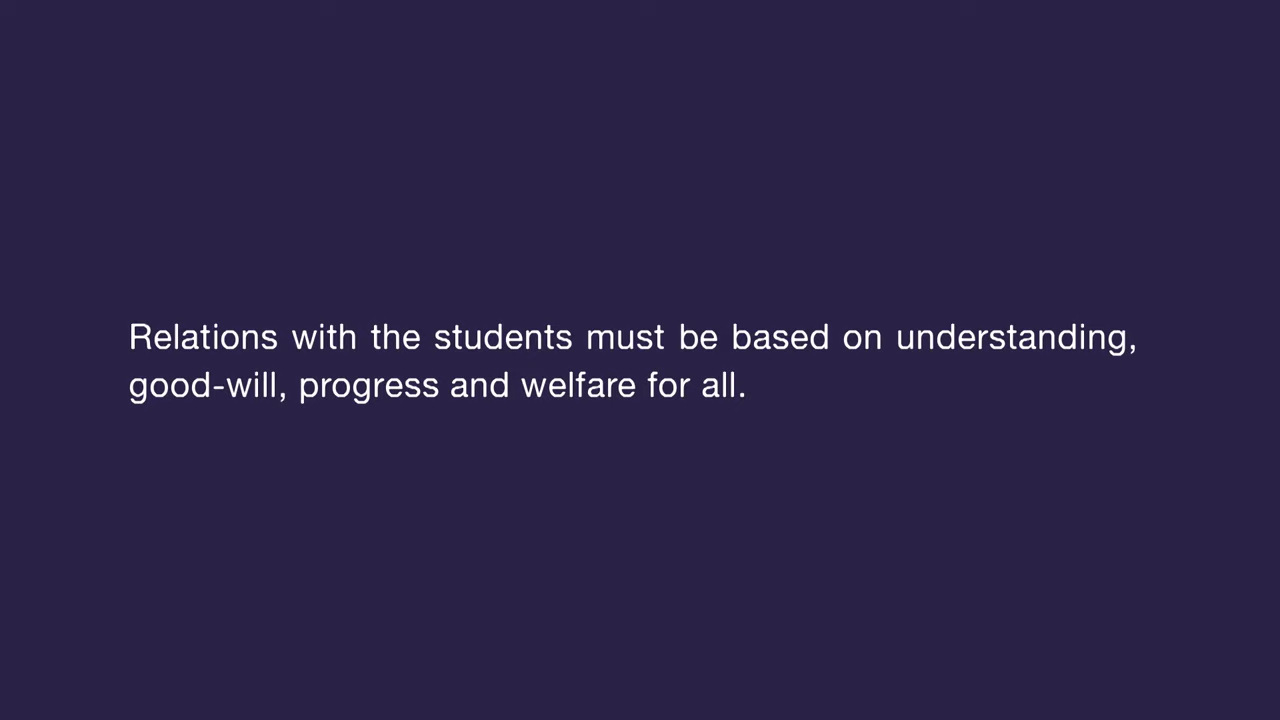 Relations with the students must be based on understanding,
good-will, progress and welfare for all.